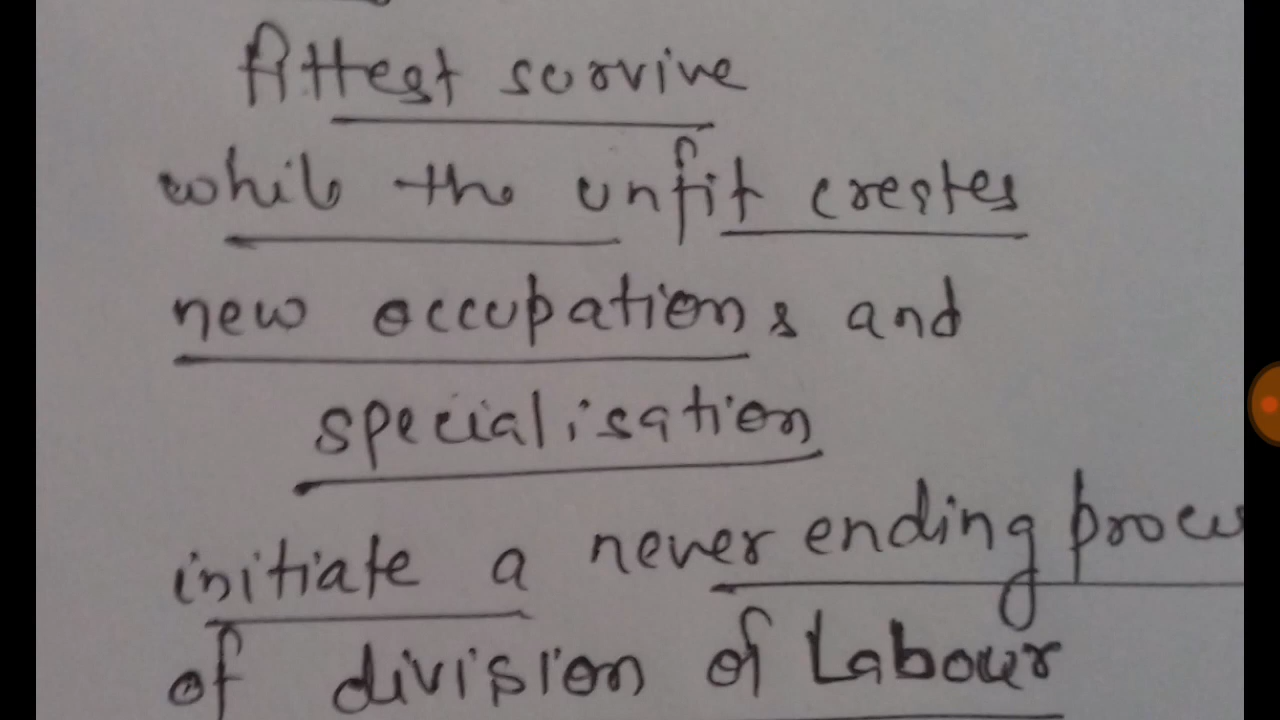 fittest survive
while the unfit creates
new occupations and
specialisation
initiate a never ending
of division of Labour